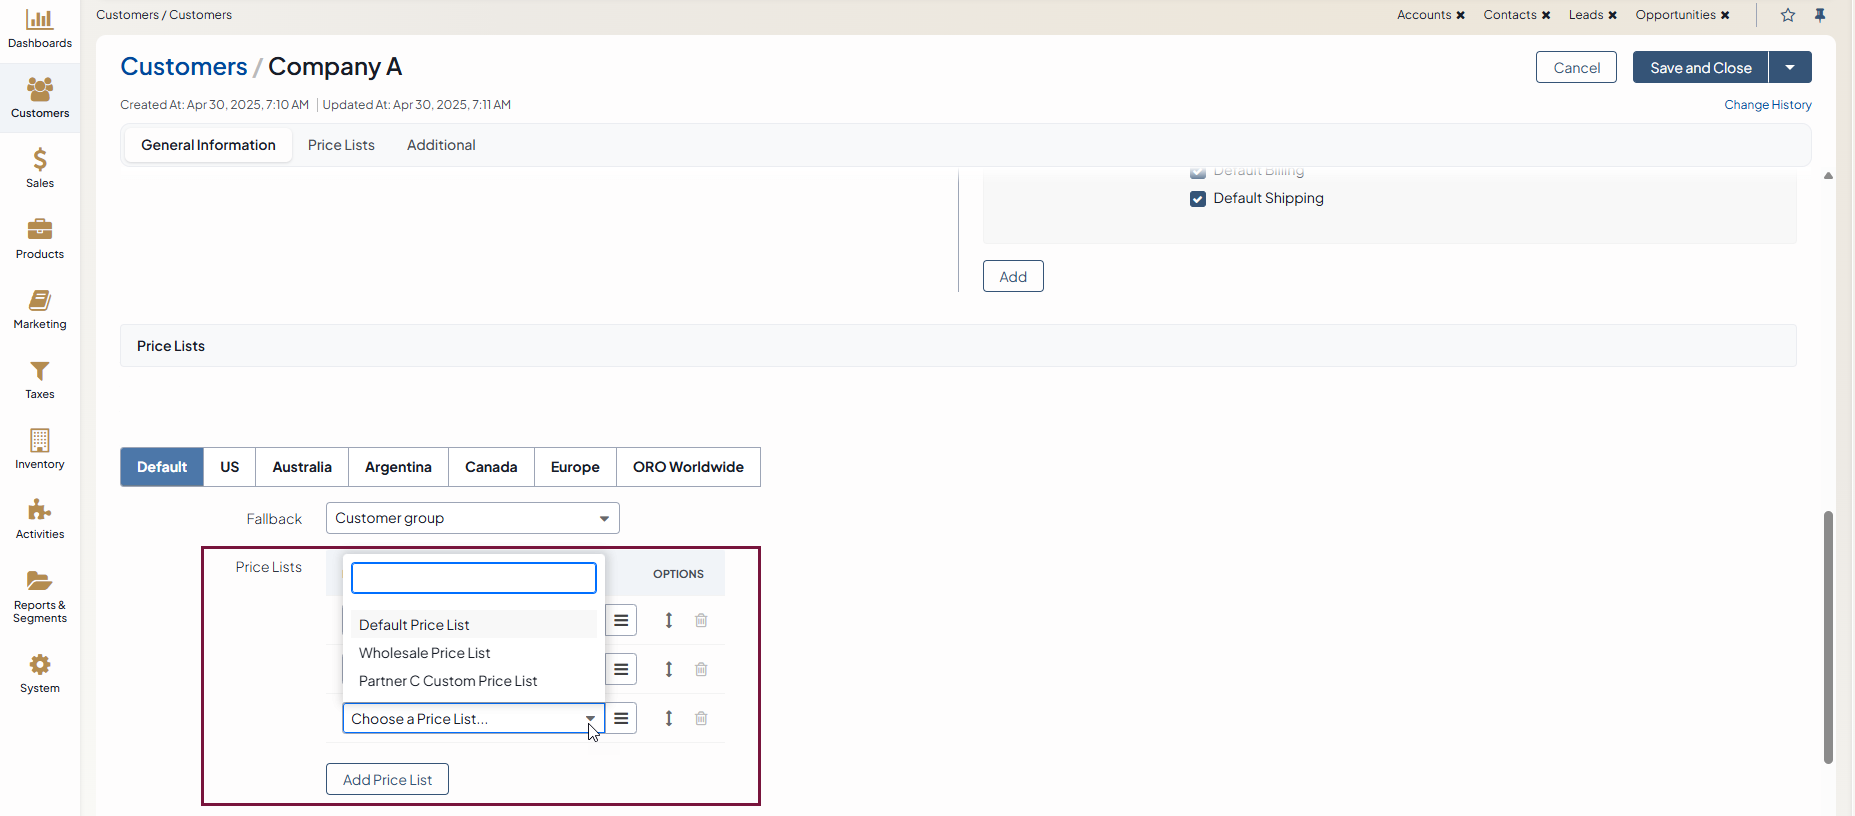 Customers / Customers
Accounts ✖ Contacts ✖ Leads ✖ Opportunities ✖
Dashboards
Customers
Sales
Products
Marketing
Taxes
Inventory
Activities
Reports &
Segments
System
Customers / Company A
Cancel
Save and Close
Created At: Apr 30, 2025, 7:10 AM | Updated At: Apr 30, 2025, 7:11 AM
Change History
General Information Price Lists Additional
Default Billing
Default Shipping
Add
Price Lists
Default US Australia Argentina Canada Europe ORO Worldwide
Fallback Customer group
Price Lists
OPTIONS
Default Price List
Wholesale Price List
Partner C Custom Price List
Choose a Price List...
Add Price List